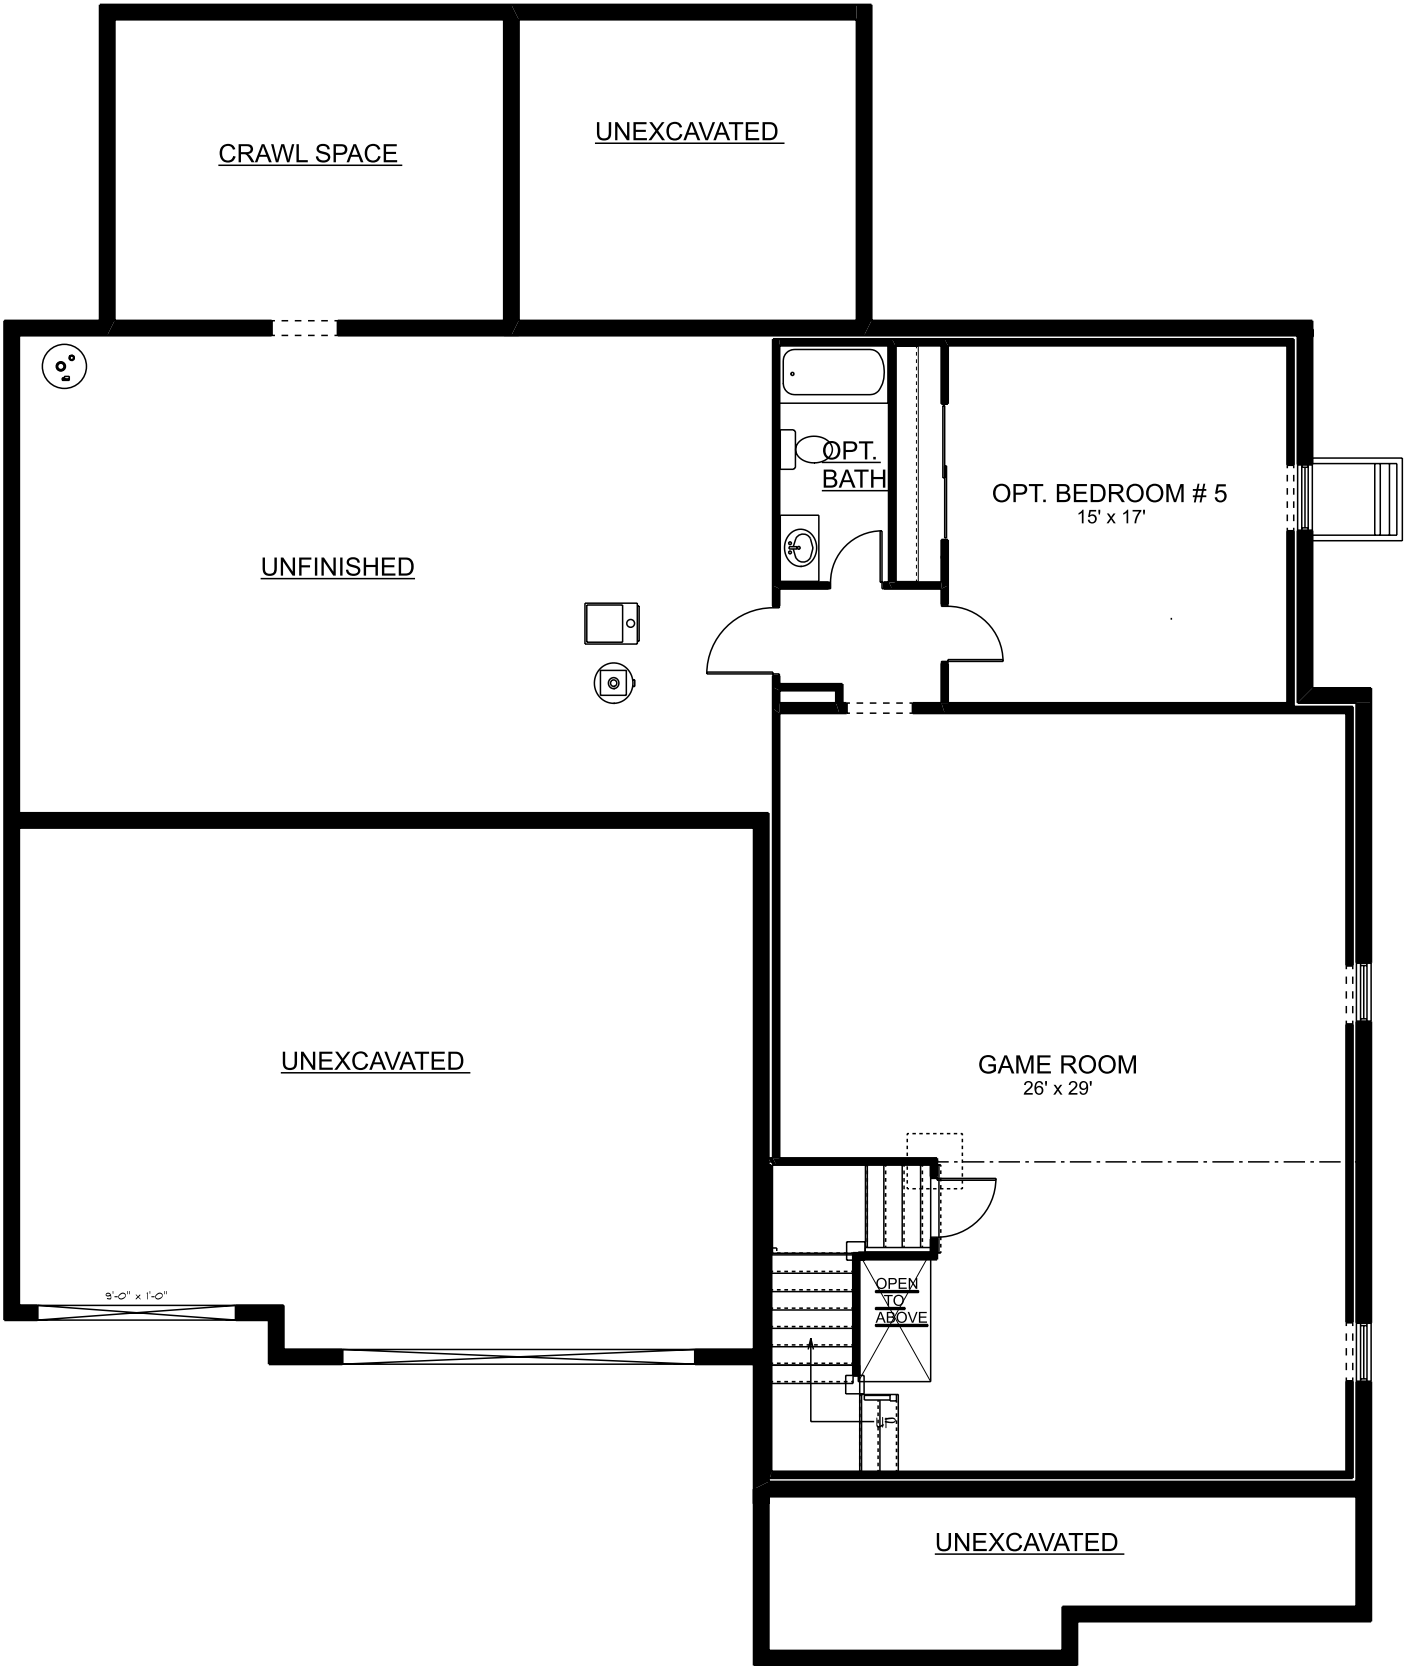 UNEXCAVATED
CRAWL SPACE
OPT.
BATH
OPT. BEDROOM # 5
15' x 17'
UNFINISHED
UNEXCAVATED
GAME ROOM
26' x 29'
OPEN
TO
ABOVE
9'-0" x 1'-0"
UP
UNEXCAVATED